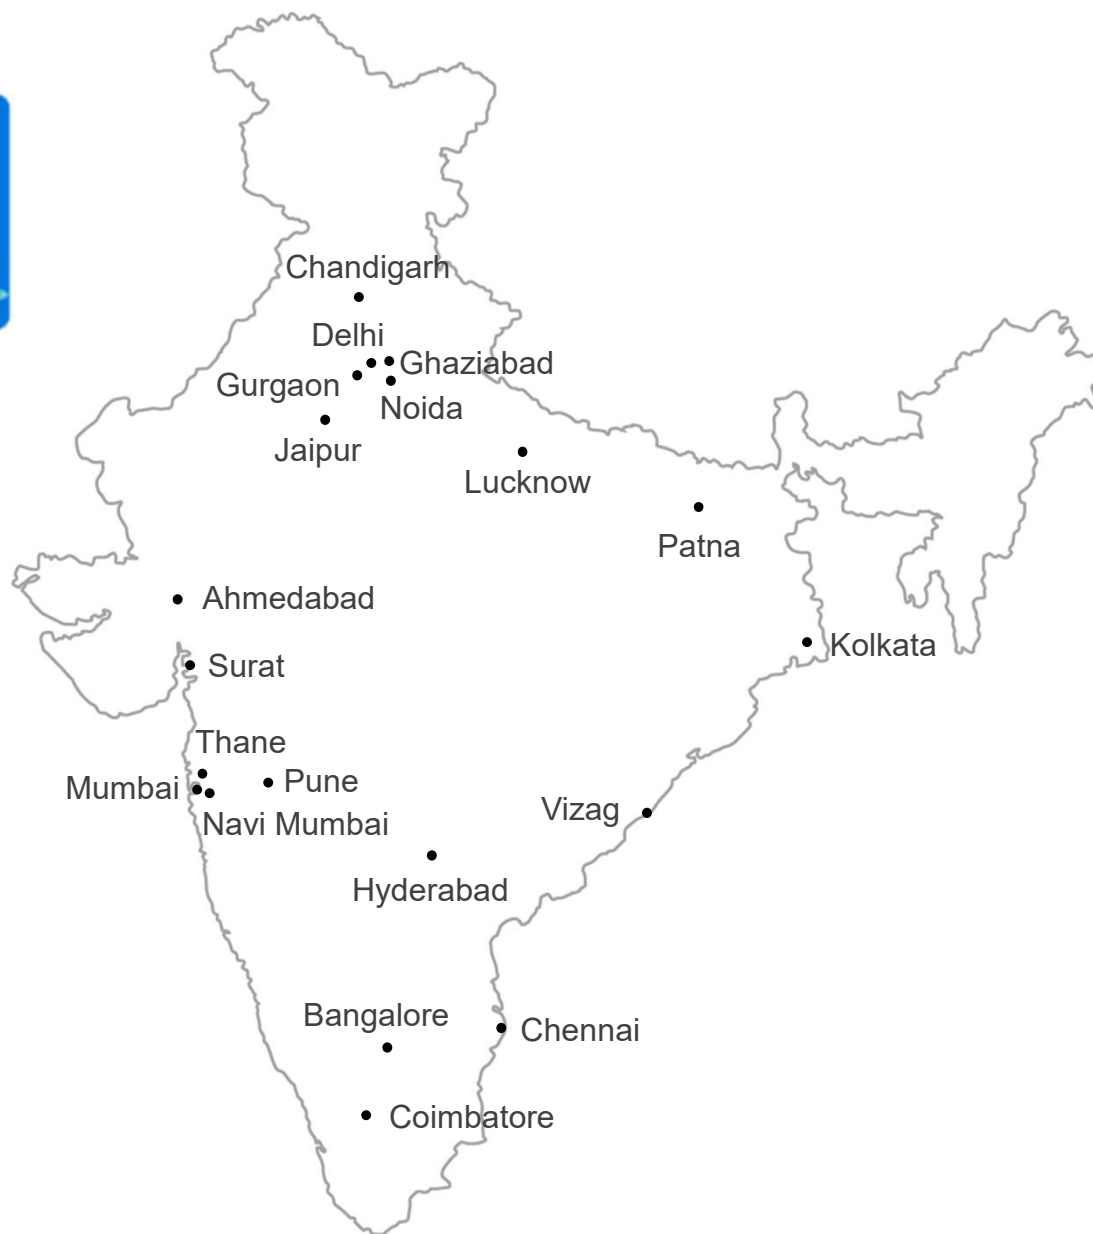 Chandigarh
Delhi
Ghaziabad
Gurgaon
Noida
Jaipur
Lucknow
Patna
Ahmedabad
Kolkata
Surat
Thane
Mumbai
Pune
Navi Mumbai
Vizag
Hyderabad
Bangalore
Chennai
Coimbatore